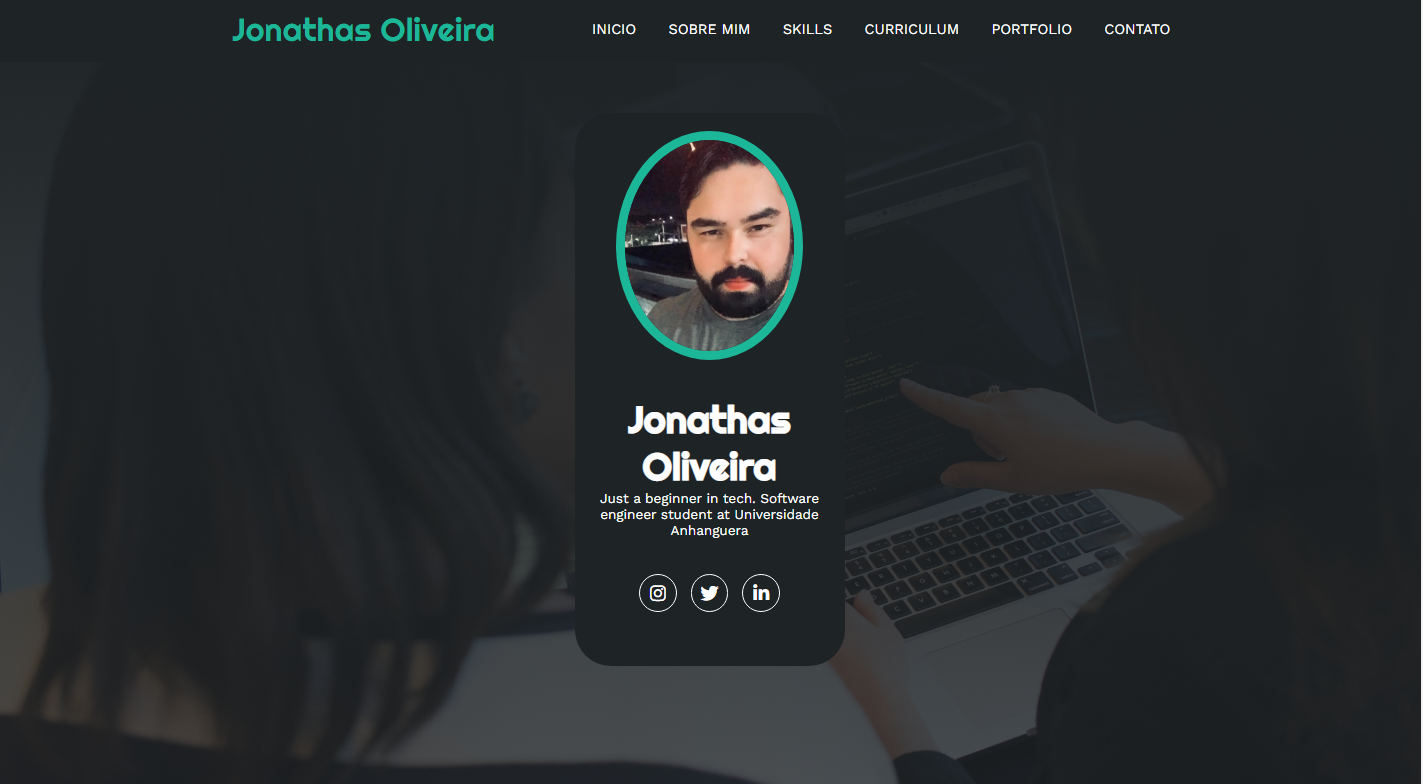 Jonathas Oliveira
INICIO SOBRE MIM SKILLS CURRICULUM PORTFOLIO CONTATO
Jonathas
Oliveira
Just a beginner in tech. Software
engineer student at Universidade
Anhanguera